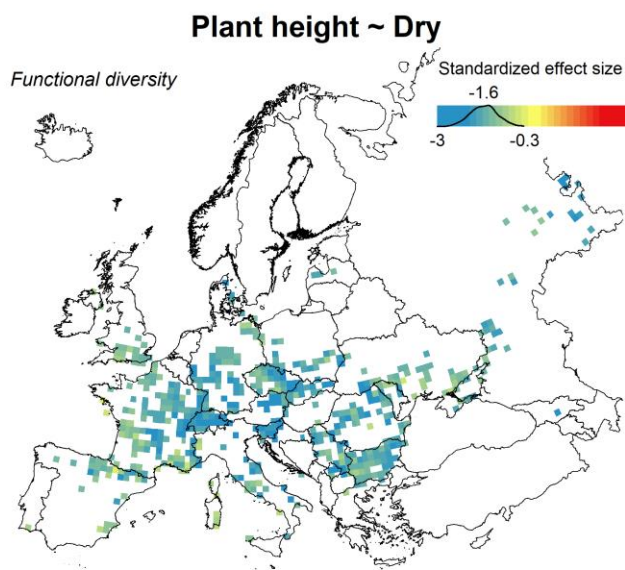 Plant height ~ Dry
Functional diversity
Standardized effect size
-1.6
-3
-0.3